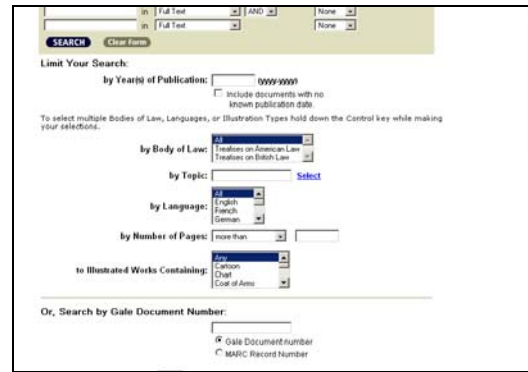 in Full Text AND None
in Full Text None
SEARCH Clear Form
Limit Your Search:
by Year(s) of Publication: (yyyy-yyyy)
Include documents with no
known publication date.
To select multiple Bodies of Law, Languages, or Illustration Types hold down the Control key while making
your selections.
by Body of Law: All
Treatises on American Law
Treatises on British Law
by Topic: Select
by Language: All
English
French
German
by Number of Pages: more than
to Illustrated Works Containing: Any
Cartoon
Chart
Coat of Arms
Or, Search by Gale Document Number:
Gale Document number
MARC Record Number